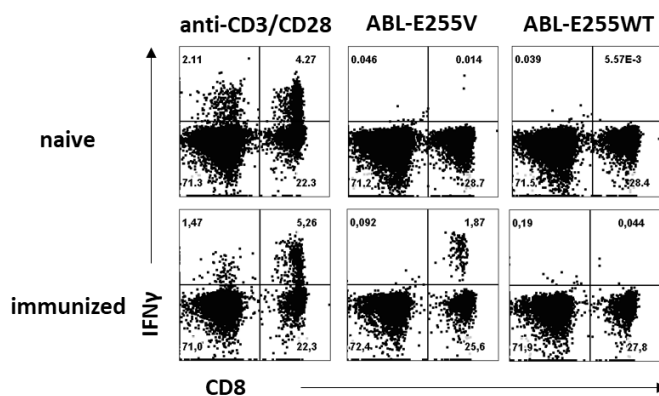 anti-CD3/CD28 ABL-E255V ABL-E255WT
2.11 4.27 0.046 0.014 0.039 5.57E-3
naive
71.3 22.3 71.2 28.7 71.5 28.4
1,47 5,26 0,092 1,87 0,19 0,044
immunized
IFNγ
71,0 22,3 72,4 25,6 71,9 27,8
CD8